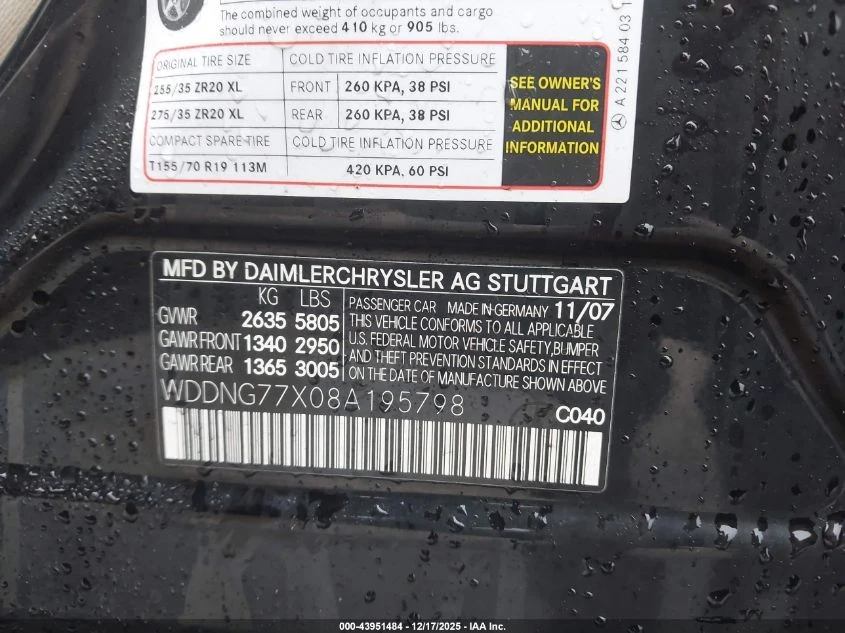 The combined weight of occupants and cargo
should never exceed 410 kg or 905 lbs.
ORIGINAL TIRE SIZE COLD TIRE INFLATION PRESSURE
255/35 ZR20 XL FRONT 260 KPA, 38 PSI
275/35 ZR20 XL REAR 260 KPA, 38 PSI
COMPACT SPARE TIRE COLD TIRE INFLATION PRESSURE
T155/70 R19 113M 420 KPA, 60 PSI
SEE OWNER'S
MANUAL FOR
ADDITIONAL
INFORMATION
A 221 584 03 1
MFD BY DAIMLERCHRYSLER AG STUTTGART
KG LBS
GVWR 2635 5805
GAWR FRONT 1340 2950
GAWR REAR 1365 3005
PASSENGER CAR MADE IN GERMANY 11/07
THIS VEHICLE CONFORMS TO ALL APPLICABLE
U.S. FEDERAL MOTOR VEHICLE SAFETY, BUMPER
AND THEFT PREVENTION STANDARDS IN EFFECT
ON THE DATE OF MANUFACTURE SHOWN ABOVE
WDDNG77X08A195798
C040
000-43951484 - 12/17/2025 - IAA Inc.